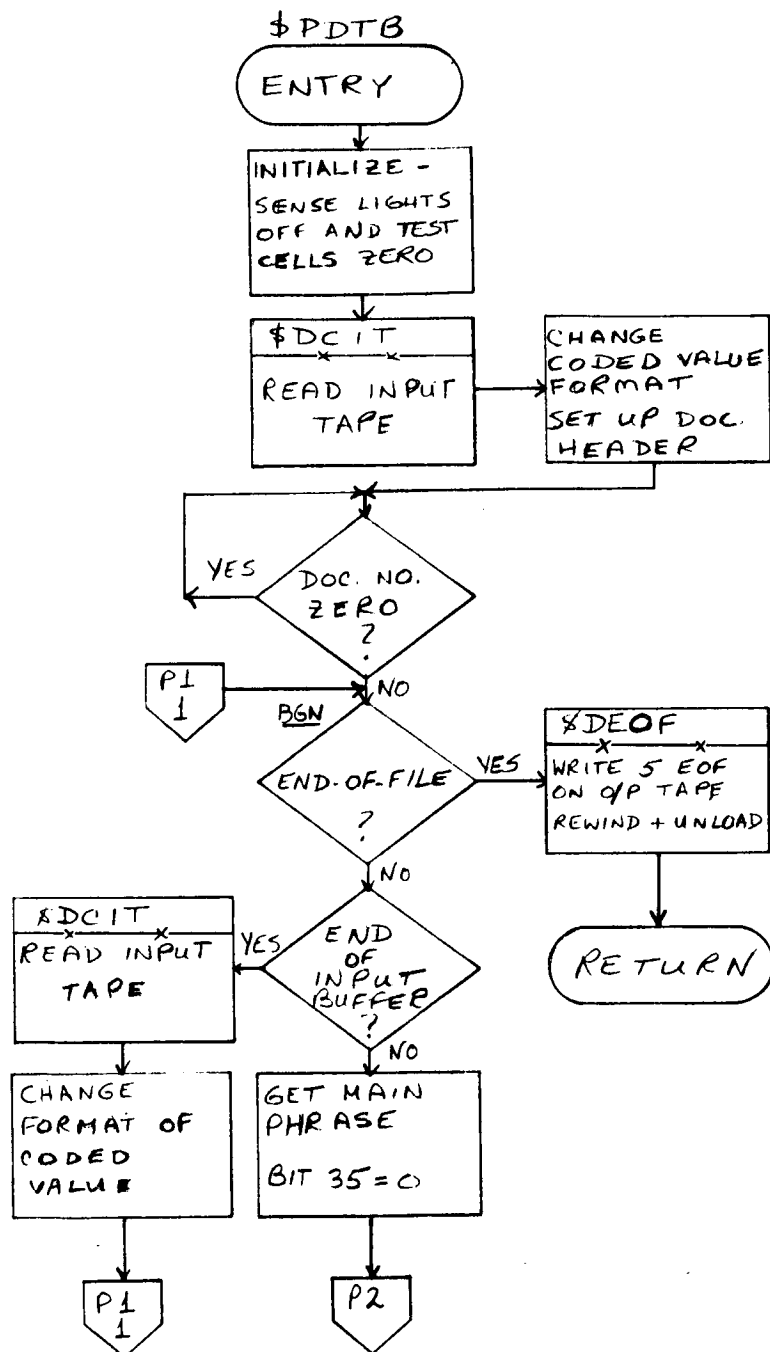 $PDTB
ENTRY
INITIALIZE -
SENSE LIGHTS
OFF AND TEST
CELLS ZERO
$DCIT
READ INPUT
TAPE
CHANGE
CODED VALUE
FORMAT
SET UP DOC.
HEADER
YES
DOC. NO.
ZERO
?
NO
P1
1
BGN
END-OF-FILE
?
YES
$DEOF
WRITE 5 EOF
ON O/P TAPE
REWIND + UNLOAD
RETURN
NO
END
OF
INPUT
BUFFER
?
YES
$DCIT
READ INPUT
TAPE
NO
CHANGE
FORMAT OF
CODED
VALUE
GET MAIN
PHRASE
BIT 35=0
P1
1
P2